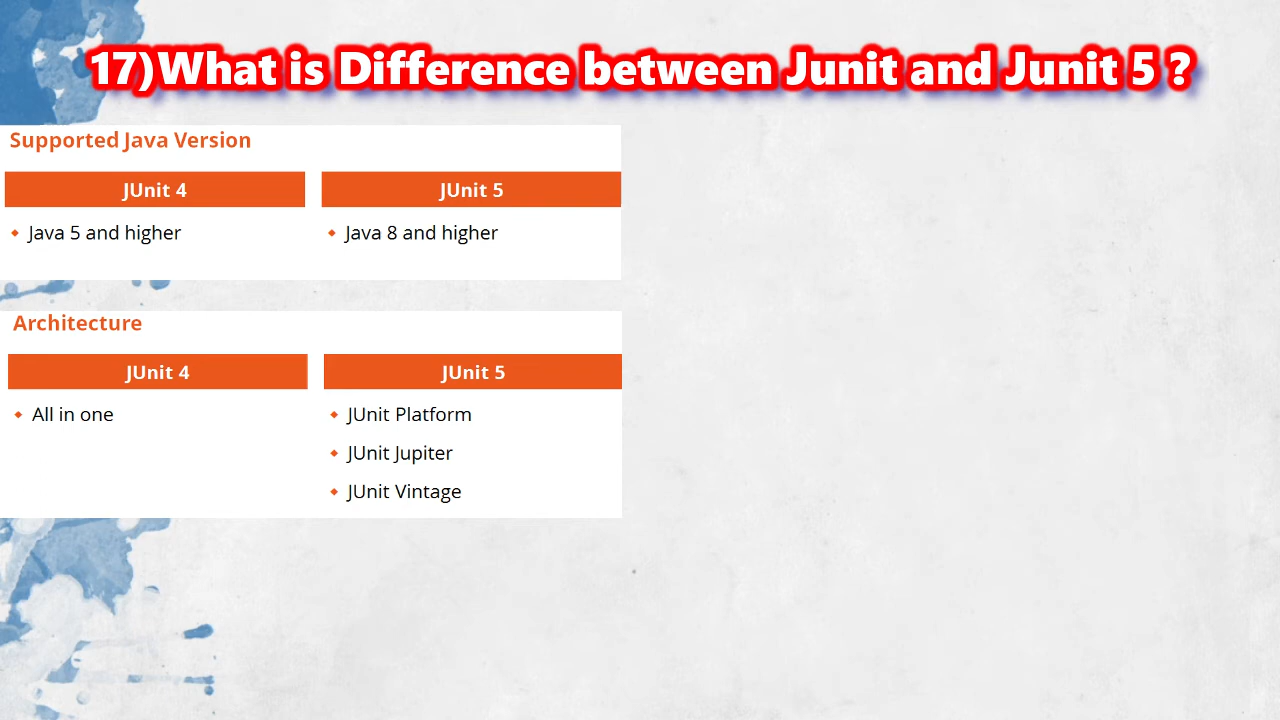 17)What is Difference between Junit and Junit 5 ?
Supported Java Version
JUnit 4 JUnit 5
Java 5 and higher Java 8 and higher
Architecture
JUnit 4 JUnit 5
All in one JUnit Platform
JUnit Jupiter
JUnit Vintage